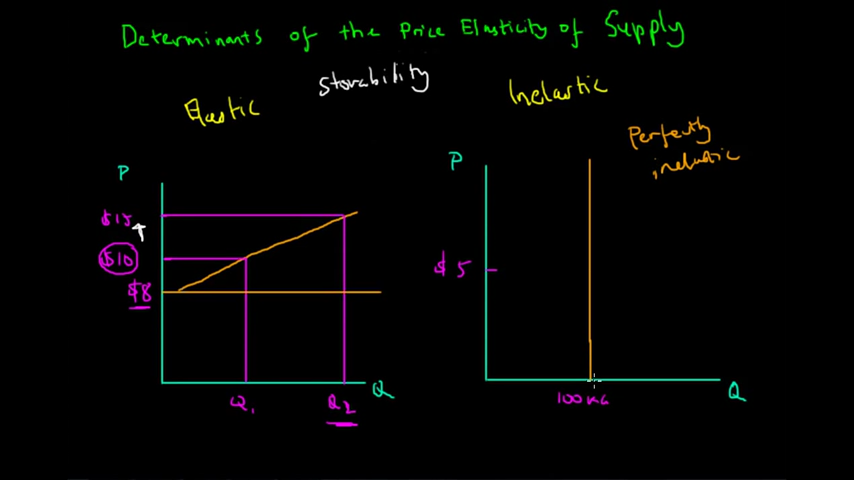 Determinants of the Price Elasticity of Supply
Storability
Elastic
Inelastic
Perfectly
inelastic
P
$15
$10
$8
Q1
Q2
Q
P
$5
100KG
Q